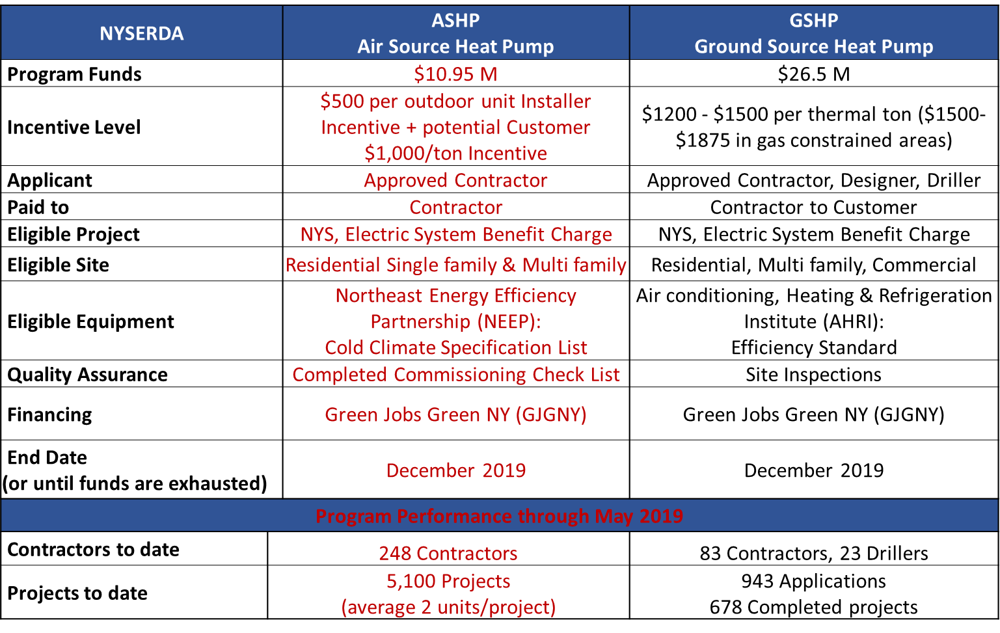 NYSERDA
ASHP
Air Source Heat Pump
GSHP
Ground Source Heat Pump
Program Funds
$10.95 M
$26.5 M
Incentive Level
$500 per outdoor unit Installer
Incentive + potential Customer
$1,000/ton Incentive
$1200 - $1500 per thermal ton ($1500-
$1875 in gas constrained areas)
Applicant
Approved Contractor
Approved Contractor, Designer, Driller
Paid to
Contractor
Contractor to Customer
Eligible Project
NYS, Electric System Benefit Charge
NYS, Electric System Benefit Charge
Eligible Site
Residential Single family & Multi family
Residential, Multi family, Commercial
Eligible Equipment
Northeast Energy Efficiency
Partnership (NEEP):
Cold Climate Specification List
Air conditioning, Heating & Refrigeration
Institute (AHRI):
Efficiency Standard
Quality Assurance
Completed Commissioning Check List
Site Inspections
Financing
Green Jobs Green NY (GJGNY)
Green Jobs Green NY (GJGNY)
End Date
(or until funds are exhausted)
December 2019
December 2019
Program Performance through May 2019
Contractors to date
248 Contractors
83 Contractors, 23 Drillers
Projects to date
5,100 Projects
(average 2 units/project)
943 Applications
678 Completed projects